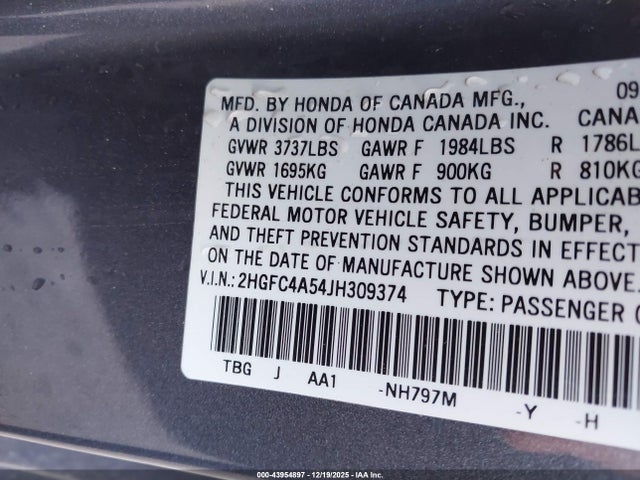 09
MFD. BY HONDA OF CANADA MFG.,
A DIVISION OF HONDA CANADA INC. CANA
GVWR 3737LBS GAWR F 1984LBS R 1786L
GVWR 1695KG GAWR F 900KG R 810KG
THIS VEHICLE CONFORMS TO ALL APPLICAB
FEDERAL MOTOR VEHICLE SAFETY, BUMPER,
AND THEFT PREVENTION STANDARDS IN EFFECT
ON THE DATE OF MANUFACTURE SHOWN ABOVE.
V.I.N.: 2HGFC4A54JH309374 TYPE: PASSENGER
TBG J AA1 -NH797M -Y -H
000-43954897 - 12/19/2025 - IAA Inc.